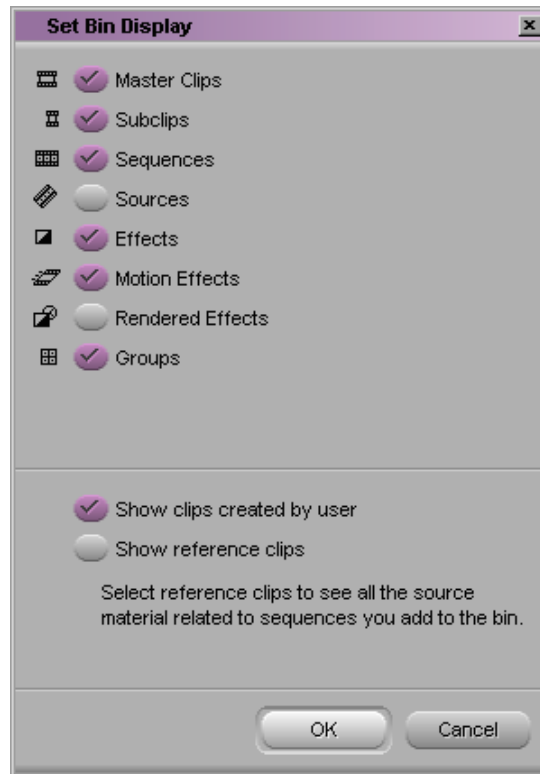 Set Bin Display
Master Clips
Subclips
Sequences
Sources
Effects
Motion Effects
Rendered Effects
Groups
Show clips created by user
Show reference clips
Select reference clips to see all the source
material related to sequences you add to the bin.
OK
Cancel